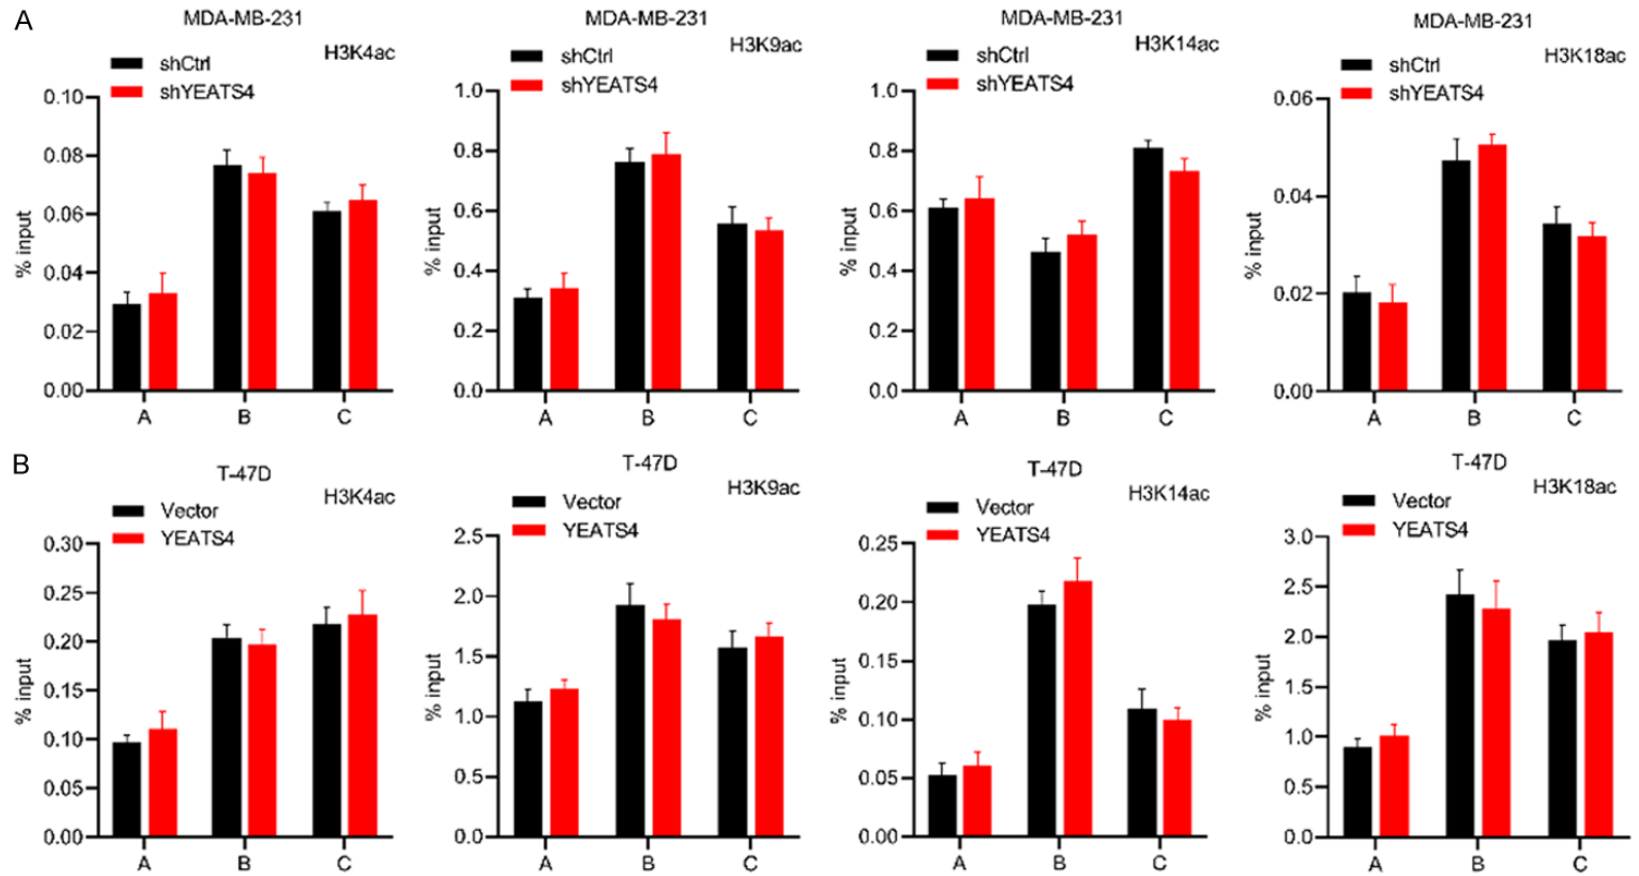 A
MDA-MB-231
H3K4ac
shCtrl
shYEATS4
% input
0.10
0.08
0.06
0.04
0.02
0.00
A B C
MDA-MB-231
H3K9ac
shCtrl
shYEATS4
% input
1.0
0.8
0.6
0.4
0.2
0.0
A B C
MDA-MB-231
H3K14ac
shCtrl
shYEATS4
% input
1.0
0.8
0.6
0.4
0.2
0.0
A B C
MDA-MB-231
H3K18ac
shCtrl
shYEATS4
% input
0.06
0.04
0.02
0.00
A B C
B
T-47D
H3K4ac
Vector
YEATS4
% input
0.30
0.25
0.20
0.15
0.10
0.05
0.00
A B C
T-47D
H3K9ac
Vector
YEATS4
% input
2.5
2.0
1.5
1.0
0.5
0.0
A B C
T-47D
H3K14ac
Vector
YEATS4
% input
0.25
0.20
0.15
0.10
0.05
0.00
A B C
T-47D
H3K18ac
Vector
YEATS4
% input
3.0
2.5
2.0
1.5
1.0
0.5
0.0
A B C